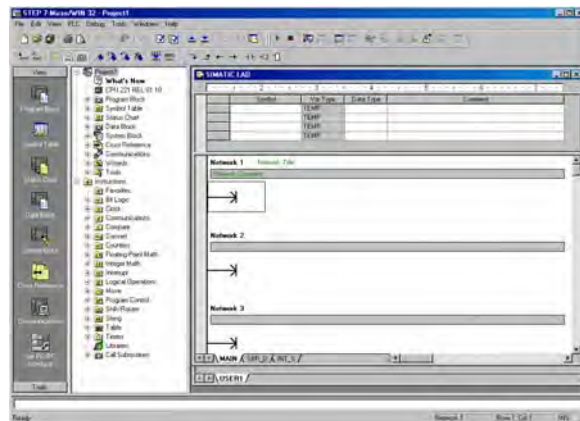 STEP 7-Micro/WIN 32 - Project1
File Edit View PLC Debug Tools Windows Help
View
Program Block
Symbol Table
Status Chart
Data Block
System Block
Cross Reference
Communications
Set PG/PC Interface
Tools
Project1
What's New
CPU 221 REL 01.10
Program Block
Symbol Table
Status Chart
Data Block
System Block
Cross Reference
Communications
Wizards
Tools
Instructions
Favorites
Bit Logic
Clock
Communications
Compare
Convert
Counters
Floating-Point Math
Integer Math
Interrupt
Logical Operations
Move
Program Control
Shift/Rotate
String
Table
Timers
Libraries
Call Subroutines
SIMATIC LAD
Symbol Var Type Data Type Comment
TEMP
TEMP
TEMP
TEMP
Network 1 Network Title
Network Comment
Network 2
Network 3
MAIN SBR_0 INT_0
USER1
Ready
Network 1 Row 1, Col 1 INS